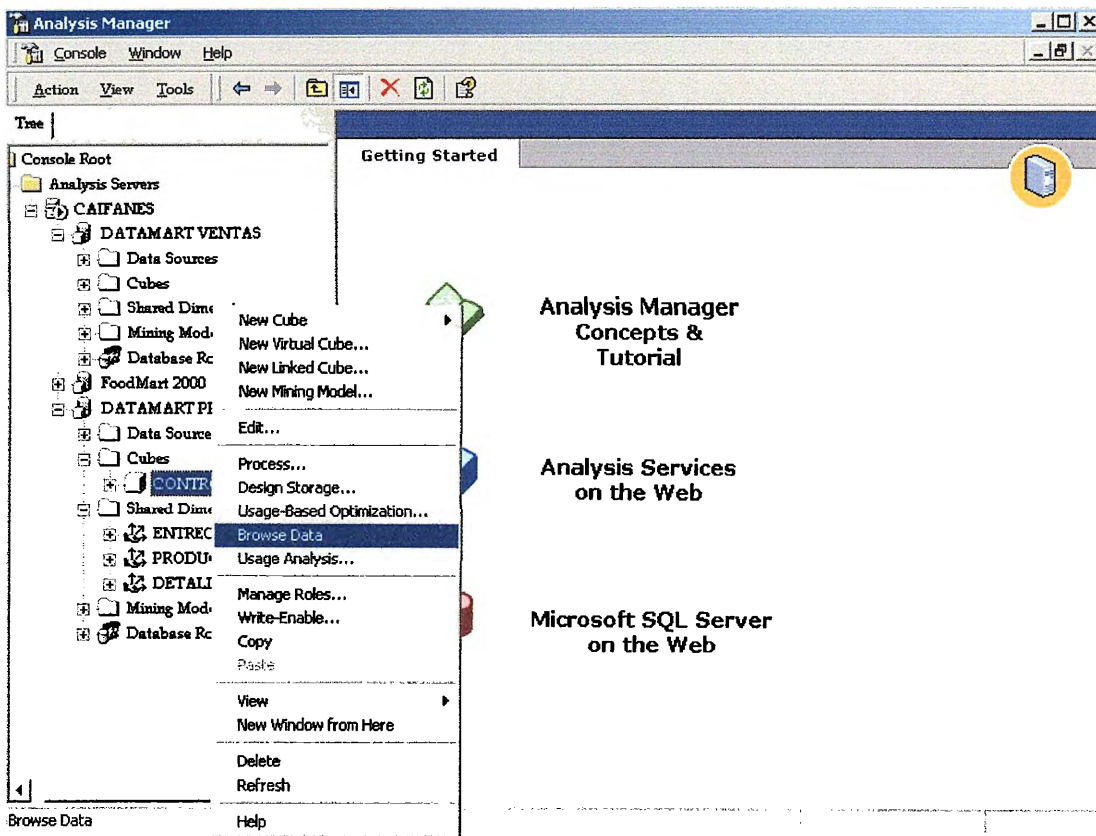 Analysis Manager
Console Window Help
Action View Tools
Tree
Console Root
Analysis Servers
CAIFANES
DATAMART VENTAS
Data Sources
Cubes
Shared Dime
Mining Mod
Database Ro
FoodMart 2000
DATAMART
Data Source
Cubes
CONTR
Shared Dime
ENTREC
PRODU
DETALL
Mining Mod
Database Ro
New Cube
New Virtual Cube...
New Linked Cube...
New Mining Model...
Edit...
Process...
Design Storage...
Usage-Based Optimization...
Browse Data
Usage Analysis...
Manage Roles...
Write-Enable...
Copy
Paste
View
New Window from Here
Delete
Refresh
Help
Getting Started
Analysis Manager
Concepts &
Tutorial
Analysis Services
on the Web
Microsoft SQL Server
on the Web
Browse Data